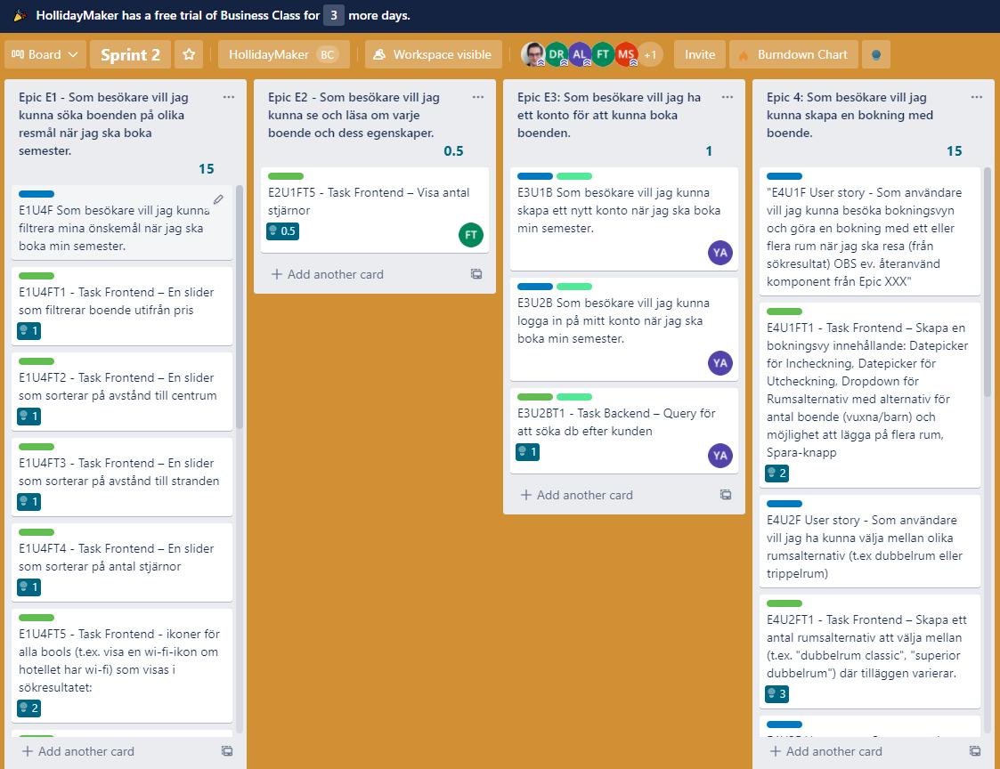 HollidayMaker has a free trial of Business Class for 3 more days.
Board Sprint 2 HollidayMaker BC Workspace visible DR AL FT MS +1 Invite Burndown Chart
Epic E1 - Som besökare vill jag
kunna söka boenden på olika
resmål när jag ska boka
semester.
15
E1U4F Som besökare vill jag kunna
filtrera mina önskemål när jag ska
boka min semester.
E1U4FT1 - Task Frontend – En slider
som filtrerar boende utifrån pris
1
E1U4FT2 - Task Frontend – En slider
som sorterar på avstånd till centrum
1
E1U4FT3 - Task Frontend – En slider
som sorterar på avstånd till stranden
1
E1U4FT4 - Task Frontend – En slider
som sorterar på antal stjärnor
1
E1U4FT5 - Task Frontend - ikoner för
alla bools (t.ex. visa en wi-fi-ikon om
hotellet har wi-fi) som visas i
sökresultatet:
2
+ Add another card
Epic E2 - Som besökare vill jag
kunna se och läsa om varje
boende och dess egenskaper.
0.5
E2U1FT5 - Task Frontend – Visa antal
stjärnor
0.5 FT
+ Add another card
Epic E3: Som besökare vill jag ha
ett konto för att kunna boka
boenden.
1
E3U1B Som besökare vill jag kunna
skapa ett nytt konto när jag ska boka
min semester.
YA
E3U2B Som besökare vill jag kunna
logga in på mitt konto när jag ska
boka min semester.
YA
E3U2BT1 - Task Backend – Query för
att söka db efter kunden
1 YA
+ Add another card
Epic 4: Som besökare vill jag
kunna skapa en bokning med
boende.
15
"E4U1F User story - Som användare
vill jag kunna besöka bokningsvyn
och göra en bokning med ett eller
flera rum när jag ska resa (från
sökresultat) OBS ev. återanvänd
komponent från Epic XXX"
E4U1FT1 - Task Frontend – Skapa en
bokningsvy innehållande: Datepicker
för Incheckning, Datepicker för
Utcheckning, Dropdown för
Rumsalternativ med alternativ för
antal boende (vuxna/barn) och
möjlighet att lägga på flera rum,
Spara-knapp
2
E4U2F User story - Som användare
vill jag ha kunna välja mellan olika
rumsalternativ (t.ex dubbelrum eller
trippelrum)
E4U2FT1 - Task Frontend – Skapa ett
antal rumsalternativ att välja mellan
(t.ex. "dubbelrum classic", "superior
dubbelrum") där tilläggen varierar.
3
+ Add another card